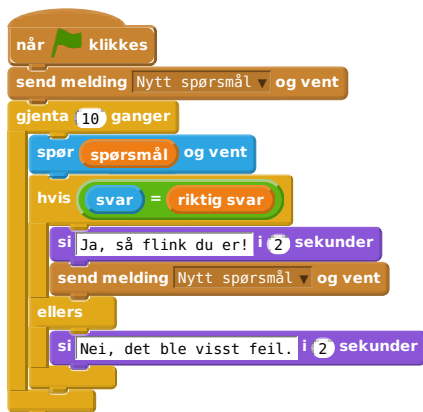 når klikkes
send melding Nytt spørsmål ▼ og vent
gjenta 10 ganger
spør spørsmål og vent
hvis svar = riktig svar
si Ja, så flink du er! i 2 sekunder
send melding Nytt spørsmål ▼ og vent
ellers
si Nei, det ble visst feil. i 2 sekunder